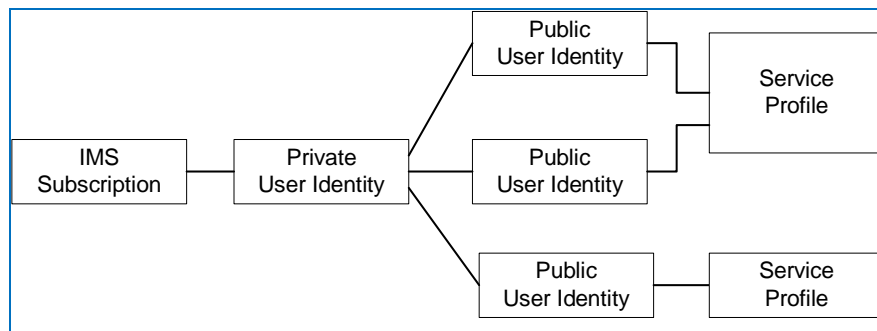 Public
User Identity
Service
Profile
IMS
Subscription
Private
User Identity
Public
User Identity
Public
User Identity
Service
Profile